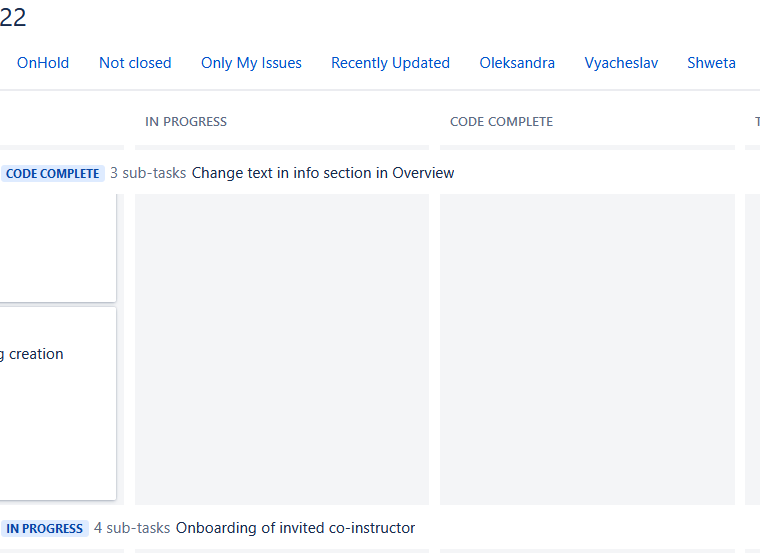 22
OnHold Not closed Only My Issues Recently Updated Oleksandra Vyacheslav Shweta
IN PROGRESS CODE COMPLETE
CODE COMPLETE 3 sub-tasks Change text in info section in Overview
creation
IN PROGRESS 4 sub-tasks Onboarding of invited co-instructor